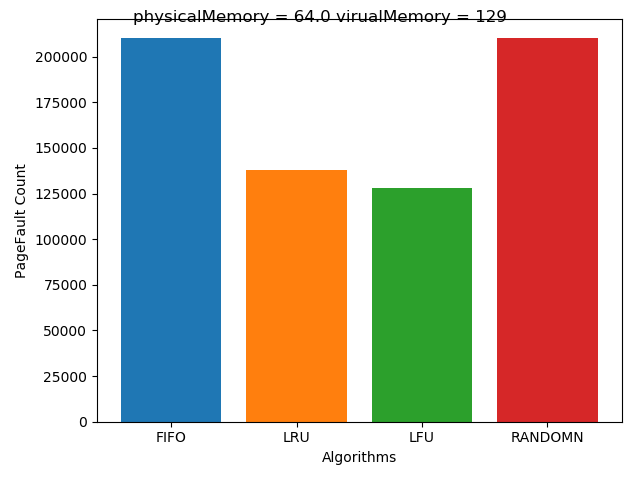 physicalMemory = 64.0 virualMemory = 129
200000
175000
150000
125000
100000
75000
50000
25000
0
PageFault Count
FIFO LRU LFU RANDOMN
Algorithms